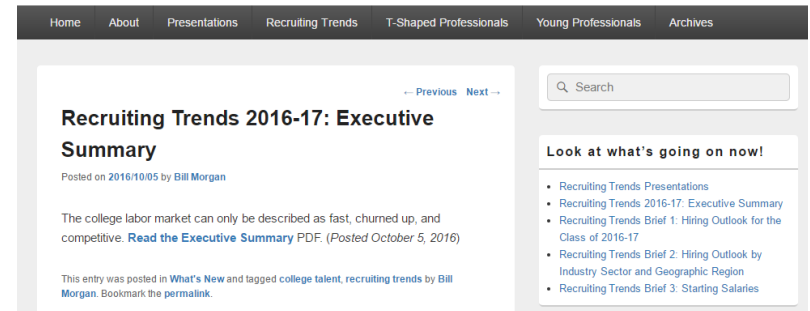 Home About Presentations Recruiting Trends T-Shaped Professionals Young Professionals Archives
← Previous Next →
Recruiting Trends 2016-17: Executive
Summary
Posted on 2016/10/05 by Bill Morgan
The college labor market can only be described as fast, churned up, and
competitive. Read the Executive Summary PDF. (Posted October 5, 2016)
This entry was posted in What's New and tagged college talent, recruiting trends by Bill
Morgan. Bookmark the permalink.
Search
Look at what's going on now!
• Recruiting Trends Presentations
• Recruiting Trends 2016-17: Executive Summary
• Recruiting Trends Brief 1: Hiring Outlook for the
Class of 2016-17
• Recruiting Trends Brief 2: Hiring Outlook by
Industry Sector and Geographic Region
• Recruiting Trends Brief 3: Starting Salaries